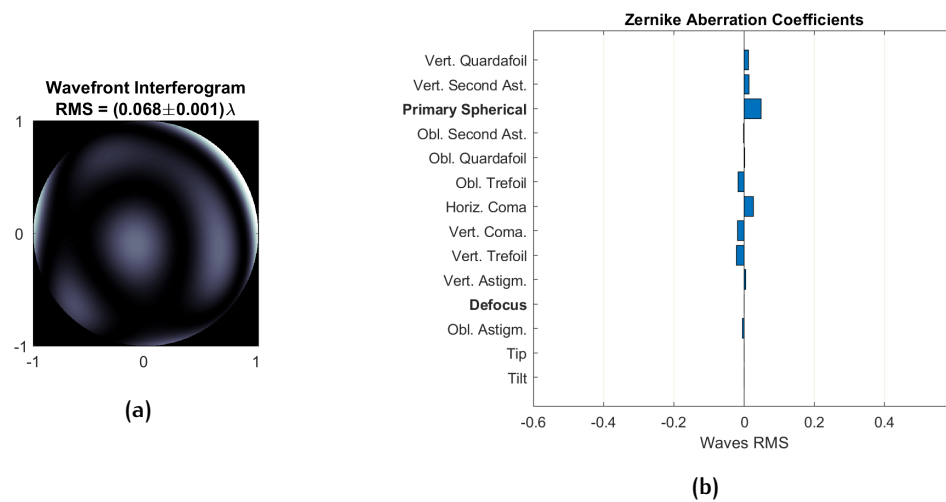 Wavefront Interferogram
RMS = (0.068±0.001)λ
1
0
-1
-1
0
1
(a)
Zernike Aberration Coefficients
Vert. Quardafoil
Vert. Second Ast.
Primary Spherical
Obl. Second Ast.
Obl. Quardafoil
Obl. Trefoil
Horiz. Coma
Vert. Coma.
Vert. Trefoil
Vert. Astigm.
Defocus
Obl. Astigm.
Tip
Tilt
-0.6
-0.4
-0.2
0
0.2
0.4
Waves RMS
(b)